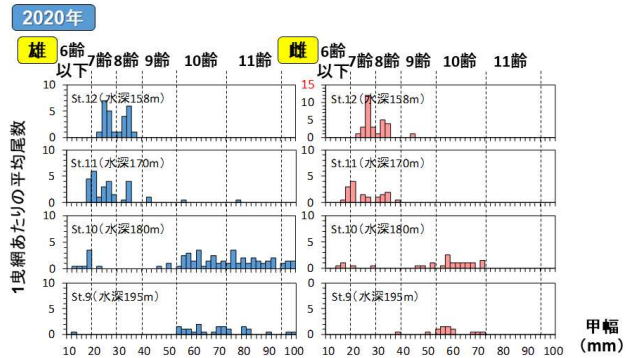 2020年
雄 6齢以下 7齢 8齢 9齢 10齢 11齢
雌 6齢以下 7齢 8齢 9齢 10齢 11齢
1曳網あたりの平均尾数
10 5 0
St.12(水深158m)
15 10 5 0
St.12(水深158m)
10 5 0
St.11(水深170m)
10 5 0
St.11(水深170m)
10 5 0
St.10(水深180m)
10 5 0
St.10(水深180m)
10 5 0
St.9(水深195m)
0 5 0
St.9(水深195m)
10 20 30 40 50 60 70 80 90 100
10 20 30 40 50 60 70 80 90 100
甲幅
(mm)